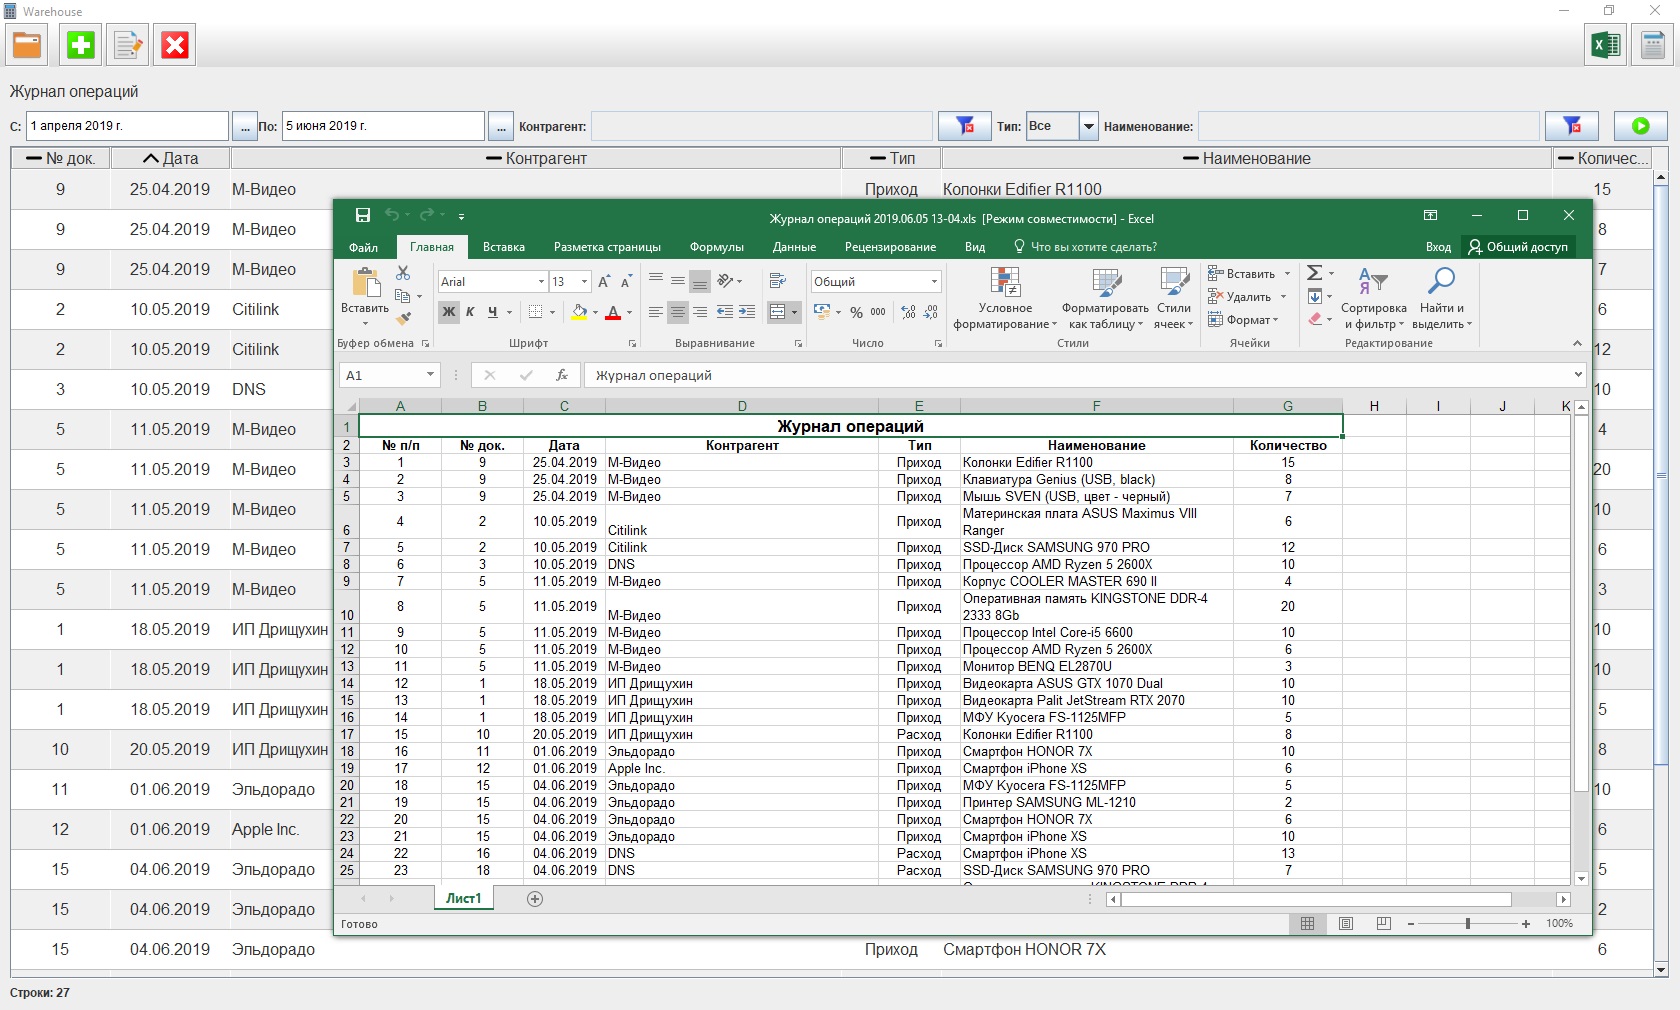 Warehouse
Журнал операций
С: 1 апреля 2019 г. ... По: 5 июня 2019 г. ... Контрагент: Тип: Все Наименование:
№ док. Дата Контрагент Тип Наименование Количес...
9 25.04.2019 М-Видео Приход Колонки Edifier R1100 15
9 25.04.2019 М-Видео 8
9 25.04.2019 М-Видео 7
2 10.05.2019 Citilink 6
2 10.05.2019 Citilink 12
3 10.05.2019 DNS 10
5 11.05.2019 М-Видео 4
5 11.05.2019 М-Видео 20
5 11.05.2019 М-Видео 10
5 11.05.2019 М-Видео 6
5 11.05.2019 М-Видео 3
1 18.05.2019 ИП Дрищухин 10
1 18.05.2019 ИП Дрищухин 10
1 18.05.2019 ИП Дрищухин 5
10 20.05.2019 ИП Дрищухин 8
11 01.06.2019 Эльдорадо 10
12 01.06.2019 Apple Inc. 6
15 04.06.2019 Эльдорадо 5
15 04.06.2019 Эльдорадо 2
15 04.06.2019 Эльдорадо Приход Смартфон HONOR 7X 6
Строки: 27
Журнал операций 2019.06.05 13-04.xls [Режим совместимости] - Excel
Файл Главная Вставка Разметка страницы Формулы Данные Рецензирование Вид Что вы хотите сделать? Вход Общий доступ
Вставить
Arial 13
Ж К Ч
Общий
% 000
Условное форматирование
Форматировать как таблицу
Стили ячеек
Вставить
Удалить
Формат
Сортировка и фильтр
Найти и выделить
Буфер обмена Шрифт Выравнивание Число Стили Ячейки Редактирование
A1 fx Журнал операций
A B C D E F G H I J K
1 Журнал операций
2 № п/п № док. Дата Контрагент Тип Наименование Количество
3 1 9 25.04.2019 М-Видео Приход Колонки Edifier R1100 15
4 2 9 25.04.2019 М-Видео Приход Клавиатура Genius (USB, black) 8
5 3 9 25.04.2019 М-Видео Приход Мышь SVEN (USB, цвет - черный) 7
6 4 2 10.05.2019 Citilink Приход Материнская плата ASUS Maximus VIII Ranger 6
7 5 2 10.05.2019 Citilink Приход SSD-Диск SAMSUNG 970 PRO 12
8 6 3 10.05.2019 DNS Приход Процессор AMD Ryzen 5 2600X 10
9 7 5 11.05.2019 М-Видео Приход Корпус COOLER MASTER 690 II 4
10 8 5 11.05.2019 М-Видео Приход Оперативная память KINGSTONE DDR-4 2333 8Gb 20
11 9 5 11.05.2019 М-Видео Приход Процессор Intel Core-i5 6600 10
12 10 5 11.05.2019 М-Видео Приход Процессор AMD Ryzen 5 2600X 6
13 11 5 11.05.2019 М-Видео Приход Монитор BENQ EL2870U 3
14 12 1 18.05.2019 ИП Дрищухин Приход Видеокарта ASUS GTX 1070 Dual 10
15 13 1 18.05.2019 ИП Дрищухин Приход Видеокарта Palit JetStream RTX 2070 10
16 14 1 18.05.2019 ИП Дрищухин Приход МФУ Kyocera FS-1125MFP 5
17 15 10 20.05.2019 ИП Дрищухин Расход Колонки Edifier R1100 8
18 16 11 01.06.2019 Эльдорадо Приход Смартфон HONOR 7X 10
19 17 12 01.06.2019 Apple Inc. Приход Смартфон iPhone XS 6
20 18 15 04.06.2019 Эльдорадо Приход МФУ Kyocera FS-1125MFP 5
21 19 15 04.06.2019 Эльдорадо Приход Принтер SAMSUNG ML-1210 2
22 20 15 04.06.2019 Эльдорадо Приход Смартфон HONOR 7X 6
23 21 15 04.06.2019 Эльдорадо Приход Смартфон iPhone XS 10
24 22 16 04.06.2019 DNS Расход Смартфон iPhone XS 13
25 23 18 04.06.2019 DNS Расход SSD-Диск SAMSUNG 970 PRO 7
Лист1
Готово 100%